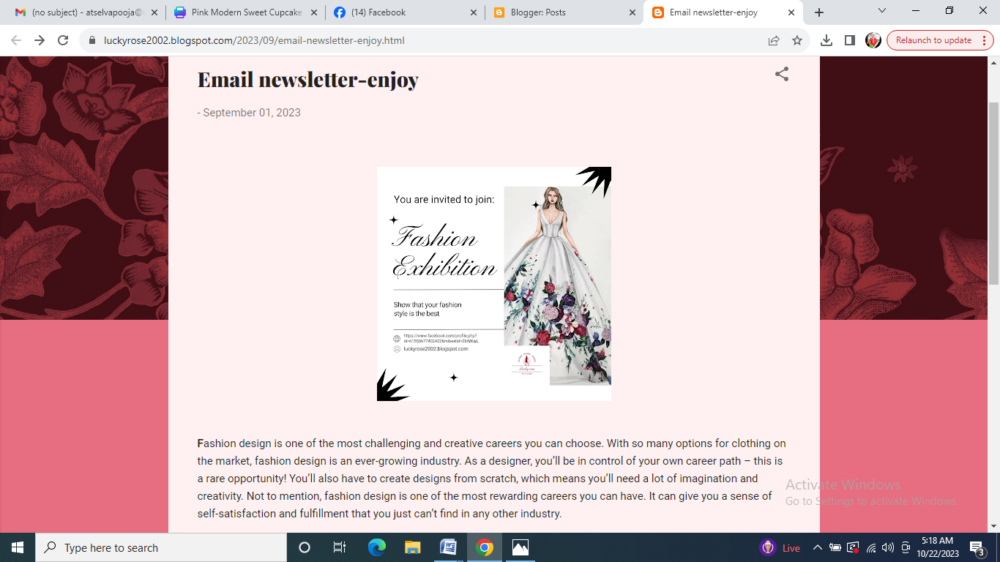 (no subject) - atselvapooja@
Pink Modern Sweet Cupcake
(14) Facebook
Blogger: Posts
Email newsletter-enjoy
luckyrose2002.blogspot.com/2023/09/email-newsletter-enjoy.html
Relaunch to update
Email newsletter-enjoy
- September 01, 2023
You are invited to join:
Fashion
Exhibition
Show that your fashion
style is the best
https://www.facebook.com/profile.php?
id=61550677402422&mibextid=ZbWKwL
luckyrose2002.blogspot.com
Lucky rose
Fashion design is one of the most challenging and creative careers you can choose. With so many options for clothing on
the market, fashion design is an ever-growing industry. As a designer, you’ll be in control of your own career path – this is
a rare opportunity! You’ll also have to create designs from scratch, which means you’ll need a lot of imagination and
creativity. Not to mention, fashion design is one of the most rewarding careers you can have. It can give you a sense of
self-satisfaction and fulfillment that you just can’t find in any other industry.
Activate Windows
Go to Settings to activate Windows.
Type here to search
Live
5:18 AM
10/22/2023
3